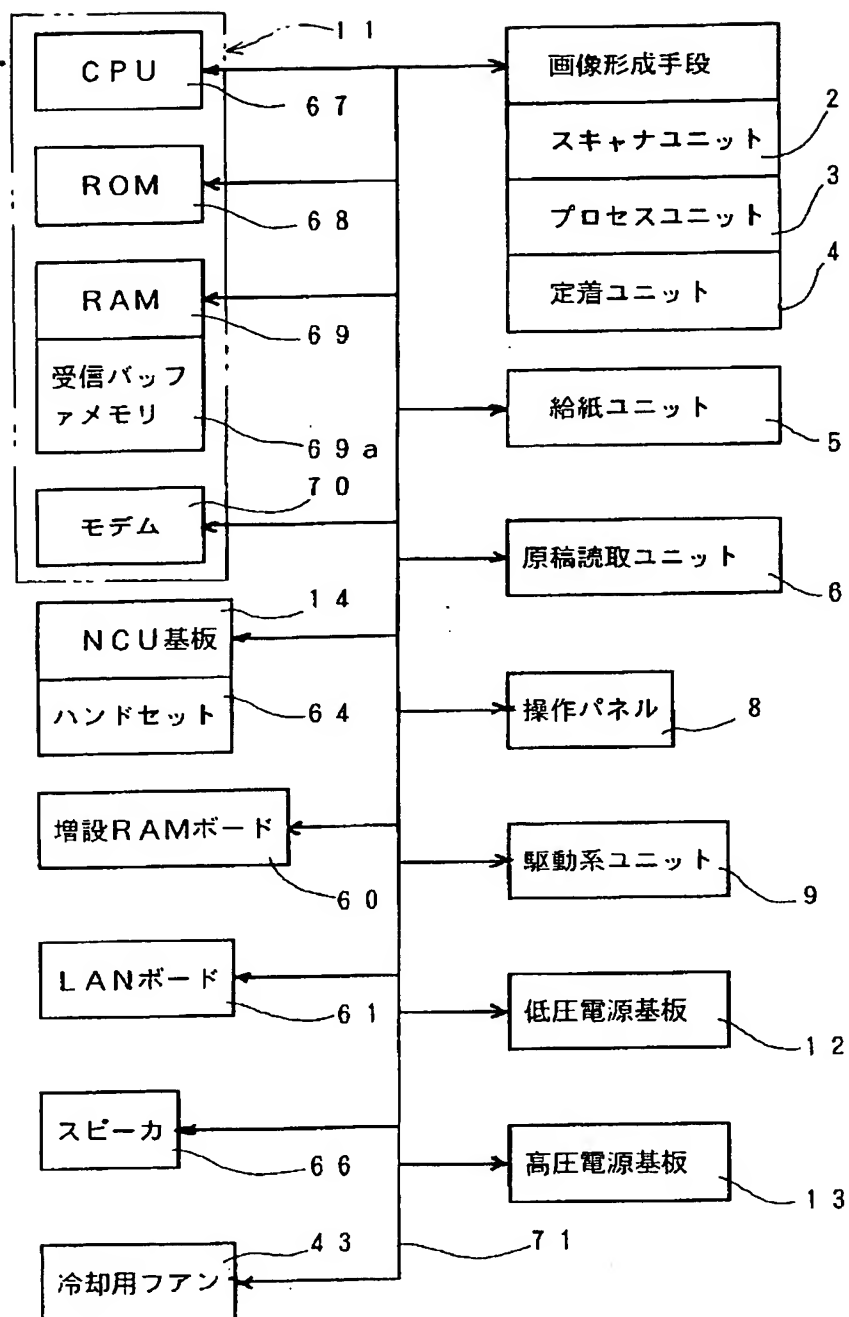 11
CPU
67
ROM
68
RAM
69
受信バッフ
ァメモリ
69a
70
モデム
14
NCU基板
ハンドセット
64
増設RAMボード
60
LANボード
61
スピーカ
66
43
冷却用フアン
71
画像形成手段
2
スキャナユニット
3
プロセスユニット
4
定着ユニット
給紙ユニット
5
原稿読取ユニット
6
操作パネル
8
駆動系ユニット
9
低圧電源基板
12
高圧電源基板
13